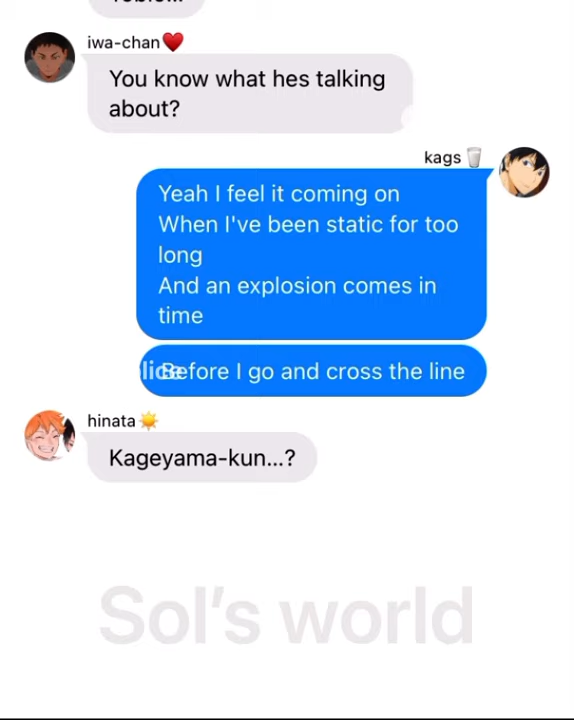 iwa-chan❤️
You know what hes talking
about?
kags🥛
Yeah I feel it coming on
When I've been static for too
long
And an explosion comes in
time
Before I go and cross the line
hinata☀️
Kageyama-kun...?
Sol's world